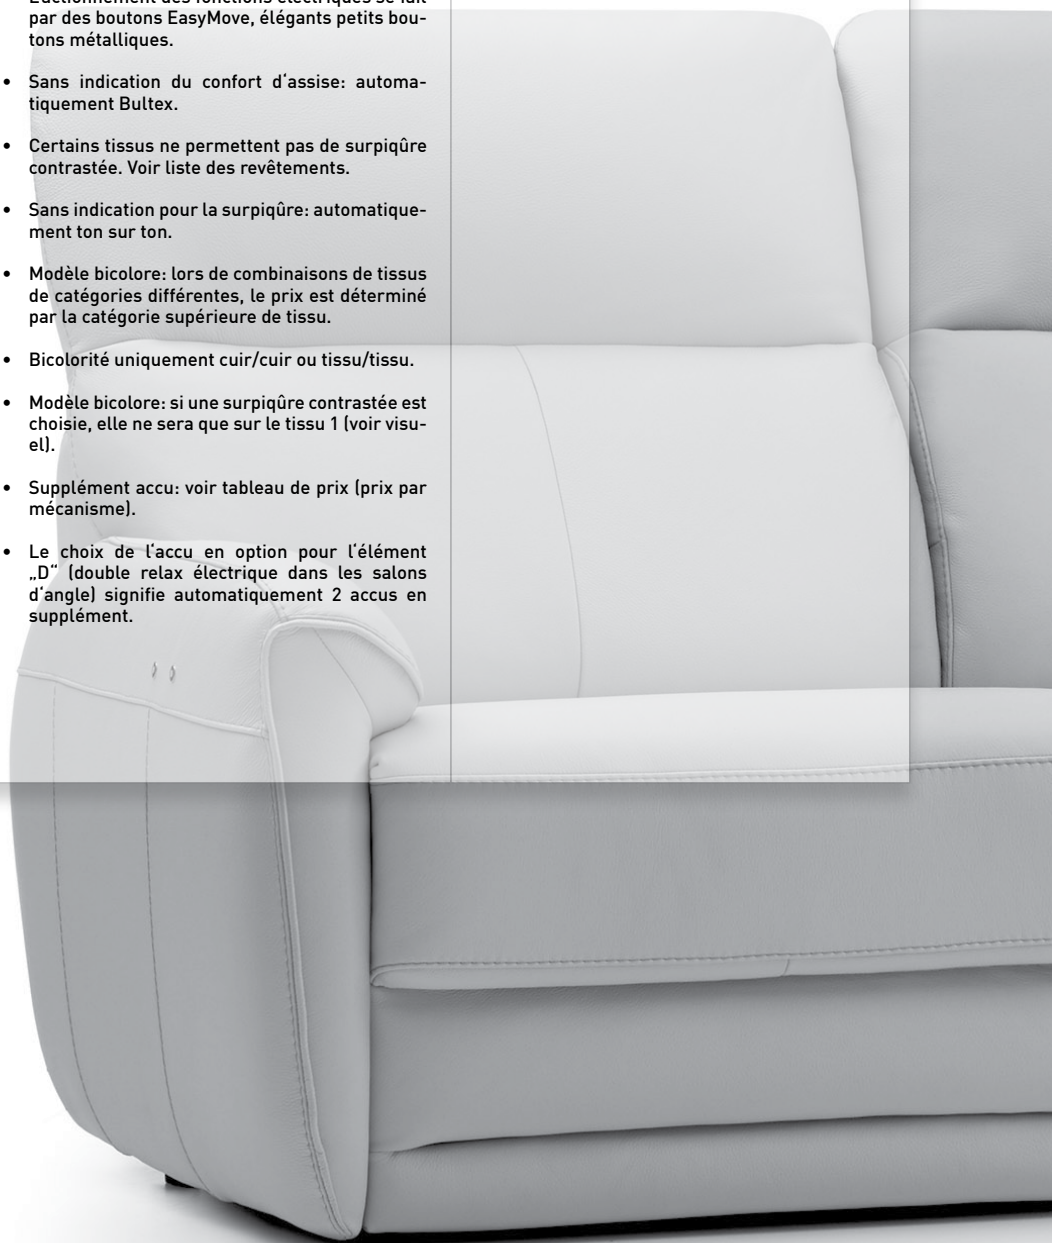 L'actionnement des fonctions électriques se fait
par des boutons EasyMove, élégants petits bou-
tons métalliques.
• Sans indication du confort d‘assise: automa-
tiquement Bultex.
• Certains tissus ne permettent pas de surpiqûre
contrastée. Voir liste des revêtements.
• Sans indication pour la surpiqûre: automatique-
ment ton sur ton.
• Modèle bicolore: lors de combinaisons de tissus
de catégories différentes, le prix est déterminé
par la catégorie supérieure de tissu.
• Bicolorité uniquement cuir/cuir ou tissu/tissu.
• Modèle bicolore: si une surpiqûre contrastée est
choisie, elle ne sera que sur le tissu 1 (voir visu-
el).
• Supplément accu: voir tableau de prix (prix par
mécanisme).
• Le choix de l‘accu en option pour l‘élément
„D“ (double relax électrique dans les salons
d‘angle) signifie automatiquement 2 accus en
supplément.